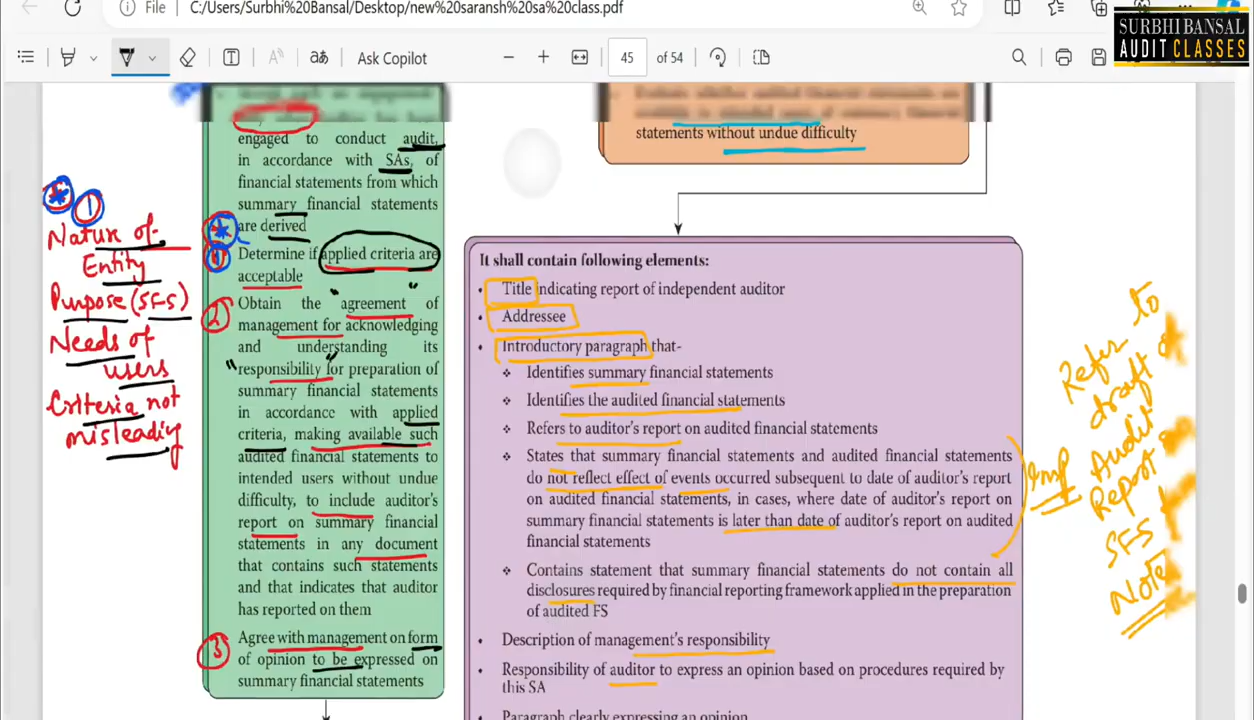 File
C:/Users/Surbhi%20Bansal/Desktop/new%20saransh%20sa%20class.pdf
SURBHI BANSAL
AUDIT CLASSES
Ask Copilot
45
of 54
engaged to conduct audit,
in accordance with SAs, of
financial statements from which
summary financial statements
are derived
Determine if applied criteria are
acceptable
Obtain the agreement of
management for acknowledging
and understanding its
responsibility for preparation of
summary financial statements
in accordance with applied
criteria, making available such
audited financial statements to
intended users without undue
difficulty, to include auditor's
report on summary financial
statements in any document
that contains such statements
and that indicates that auditor
has reported on them
Agree with management on form
of opinion to be expressed on
summary financial statements
1
Nature of
Entity
Purpose (SFS)
Needs of
users
Criteria not
misleading
1
2
3
statements without undue difficulty
It shall contain following elements:
• Title indicating report of independent auditor
• Addressee
• Introductory paragraph that-
❖ Identifies summary financial statements
❖ Identifies the audited financial statements
❖ Refers to auditor's report on audited financial statements
❖ States that summary financial statements and audited financial statements
do not reflect effect of events occurred subsequent to date of auditor's report
on audited financial statements, in cases, where date of auditor's report on
summary financial statements is later than date of auditor's report on audited
financial statements
❖ Contains statement that summary financial statements do not contain all
disclosures required by financial reporting framework applied in the preparation
of audited FS
• Description of management's responsibility
• Responsibility of auditor to express an opinion based on procedures required by
this SA
• Paragraph clearly expressing an opinion
Imp
Refer to
draft
Audit
Report
SFS
Note